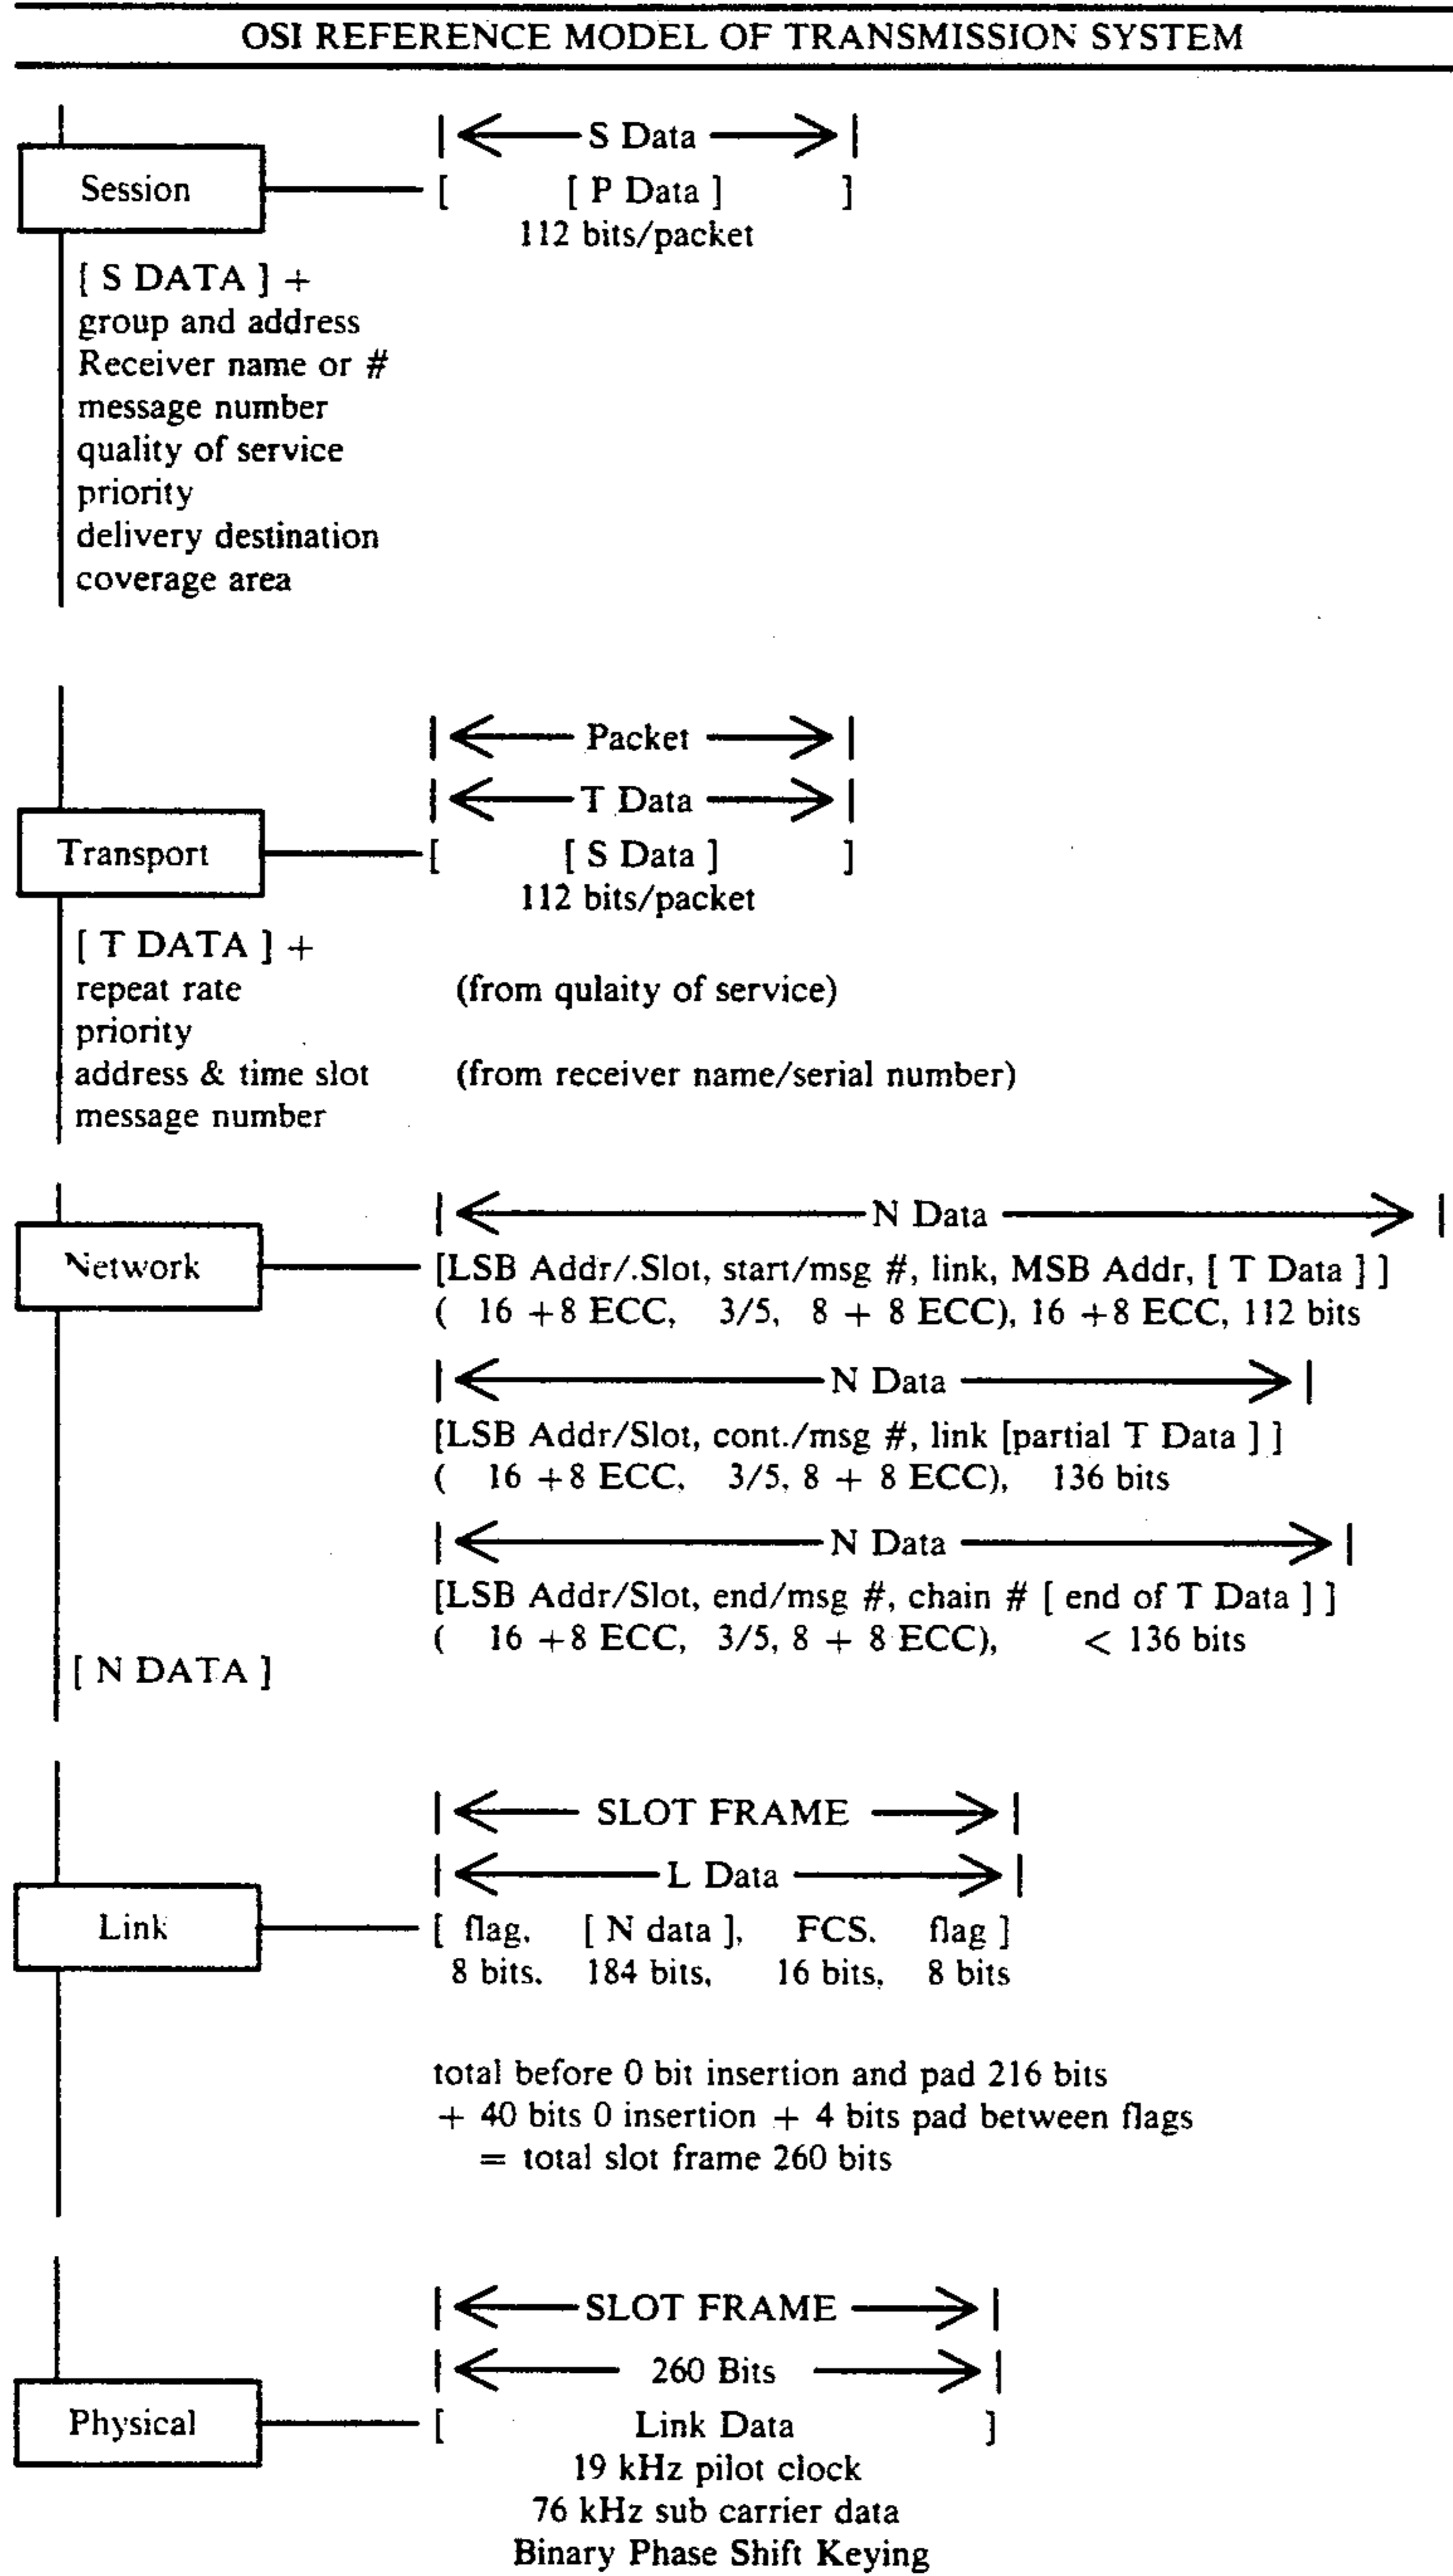 OSI REFERENCE MODEL OF TRANSMISSION SYSTEM
S Data
Session
[ [ P Data ] ]
112 bits/packet
[ S DATA ] +
group and address
Receiver name or #
message number
quality of service
priority
delivery destination
coverage area
Packet
T Data
Transport
[ [ S Data ] ]
112 bits/packet
[ T DATA ] +
repeat rate (from qulaity of service)
priority
address & time slot (from receiver name/serial number)
message number
N Data
Network
[LSB Addr/.Slot, start/msg #, link, MSB Addr, [ T Data ] ]
( 16 +8 ECC, 3/5, 8 + 8 ECC), 16 +8 ECC, 112 bits
N Data
[LSB Addr/Slot, cont./msg #, link [partial T Data ] ]
( 16 +8 ECC, 3/5, 8 + 8 ECC), 136 bits
N Data
[LSB Addr/Slot, end/msg #, chain # [ end of T Data ] ]
( 16 +8 ECC, 3/5, 8 + 8 ECC), < 136 bits
[ N DATA ]
SLOT FRAME
L Data
Link
[ flag, [ N data ], FCS, flag ]
8 bits, 184 bits, 16 bits, 8 bits
total before 0 bit insertion and pad 216 bits
+ 40 bits 0 insertion + 4 bits pad between flags
= total slot frame 260 bits
SLOT FRAME
260 Bits
Physical
[ Link Data ]
19 kHz pilot clock
76 kHz sub carrier data
Binary Phase Shift Keying